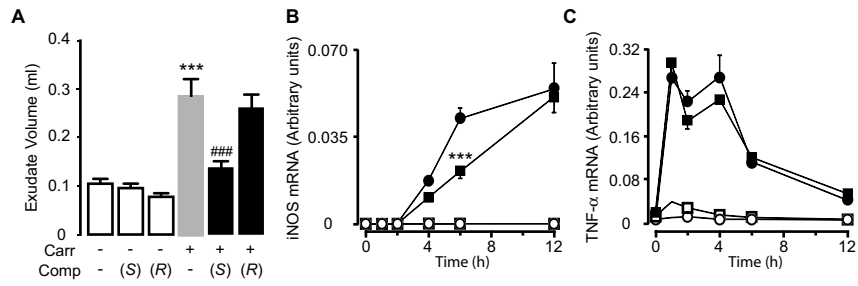 A
Exudate Volume (ml)
0.4
0.3
0.2
0.1
0
***
###
Carr - - - + + +
Comp - (S) (R) - (S) (R)
B
iNOS mRNA (Arbitrary units)
0.070
0.035
0
***
0 4 8 12
Time (h)
C
TNF-α mRNA (Arbitrary units)
0.32
0.24
0.16
0.08
0
0 4 8 12
Time (h)